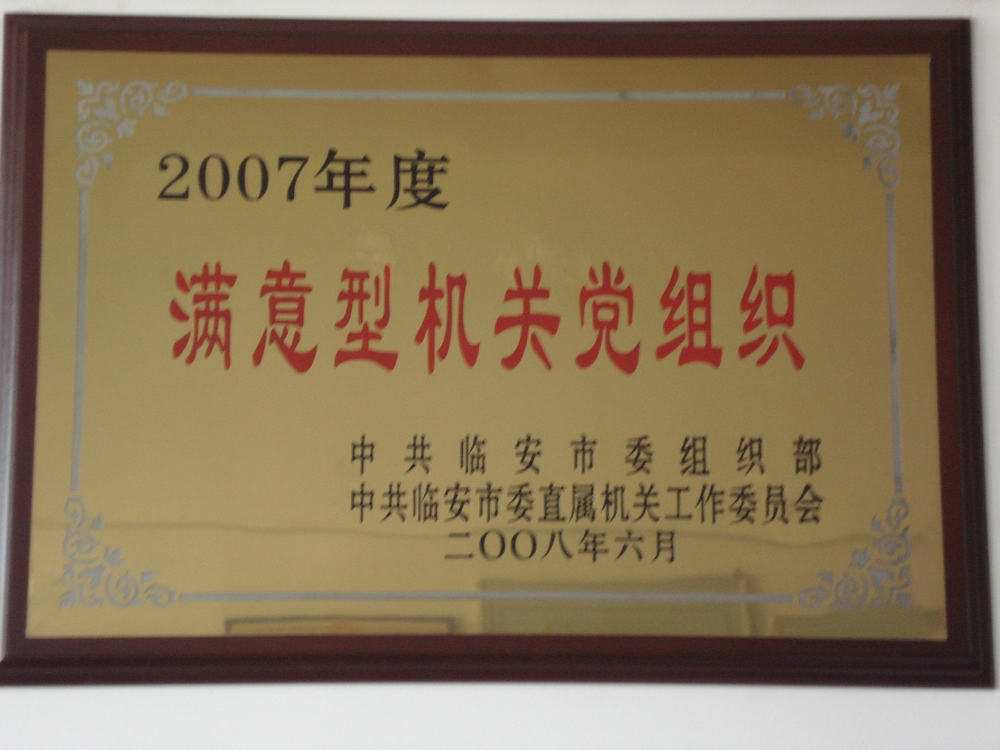 2007年度
满意型机关党组织
中共临安市委组织部
中共临安市委直属机关工作委员会
二〇〇八年六月